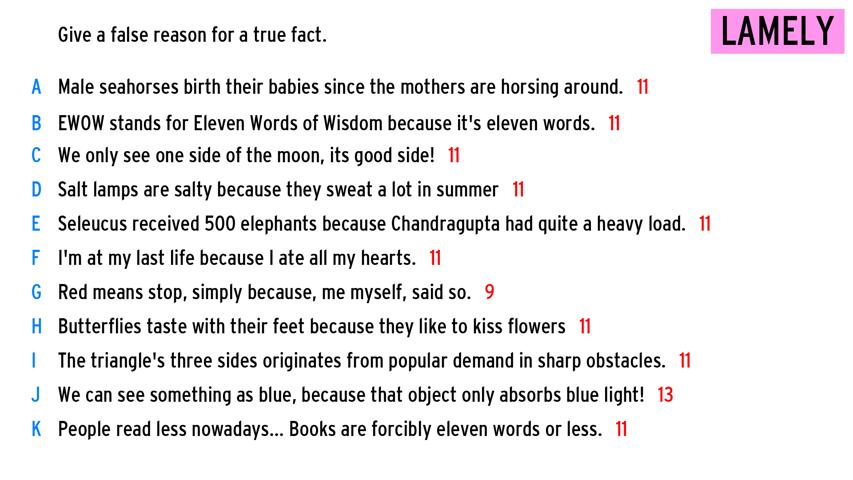 Give a false reason for a true fact.
LAMELY
A Male seahorses birth their babies since the mothers are horsing around. 11
B EWOW stands for Eleven Words of Wisdom because it's eleven words. 11
C We only see one side of the moon, its good side! 11
D Salt lamps are salty because they sweat a lot in summer 11
E Seleucus received 500 elephants because Chandragupta had quite a heavy load. 11
F I'm at my last life because I ate all my hearts. 11
G Red means stop, simply because, me myself, said so. 9
H Butterflies taste with their feet because they like to kiss flowers 11
I The triangle's three sides originates from popular demand in sharp obstacles. 11
J We can see something as blue, because that object only absorbs blue light! 13
K People read less nowadays... Books are forcibly eleven words or less. 11